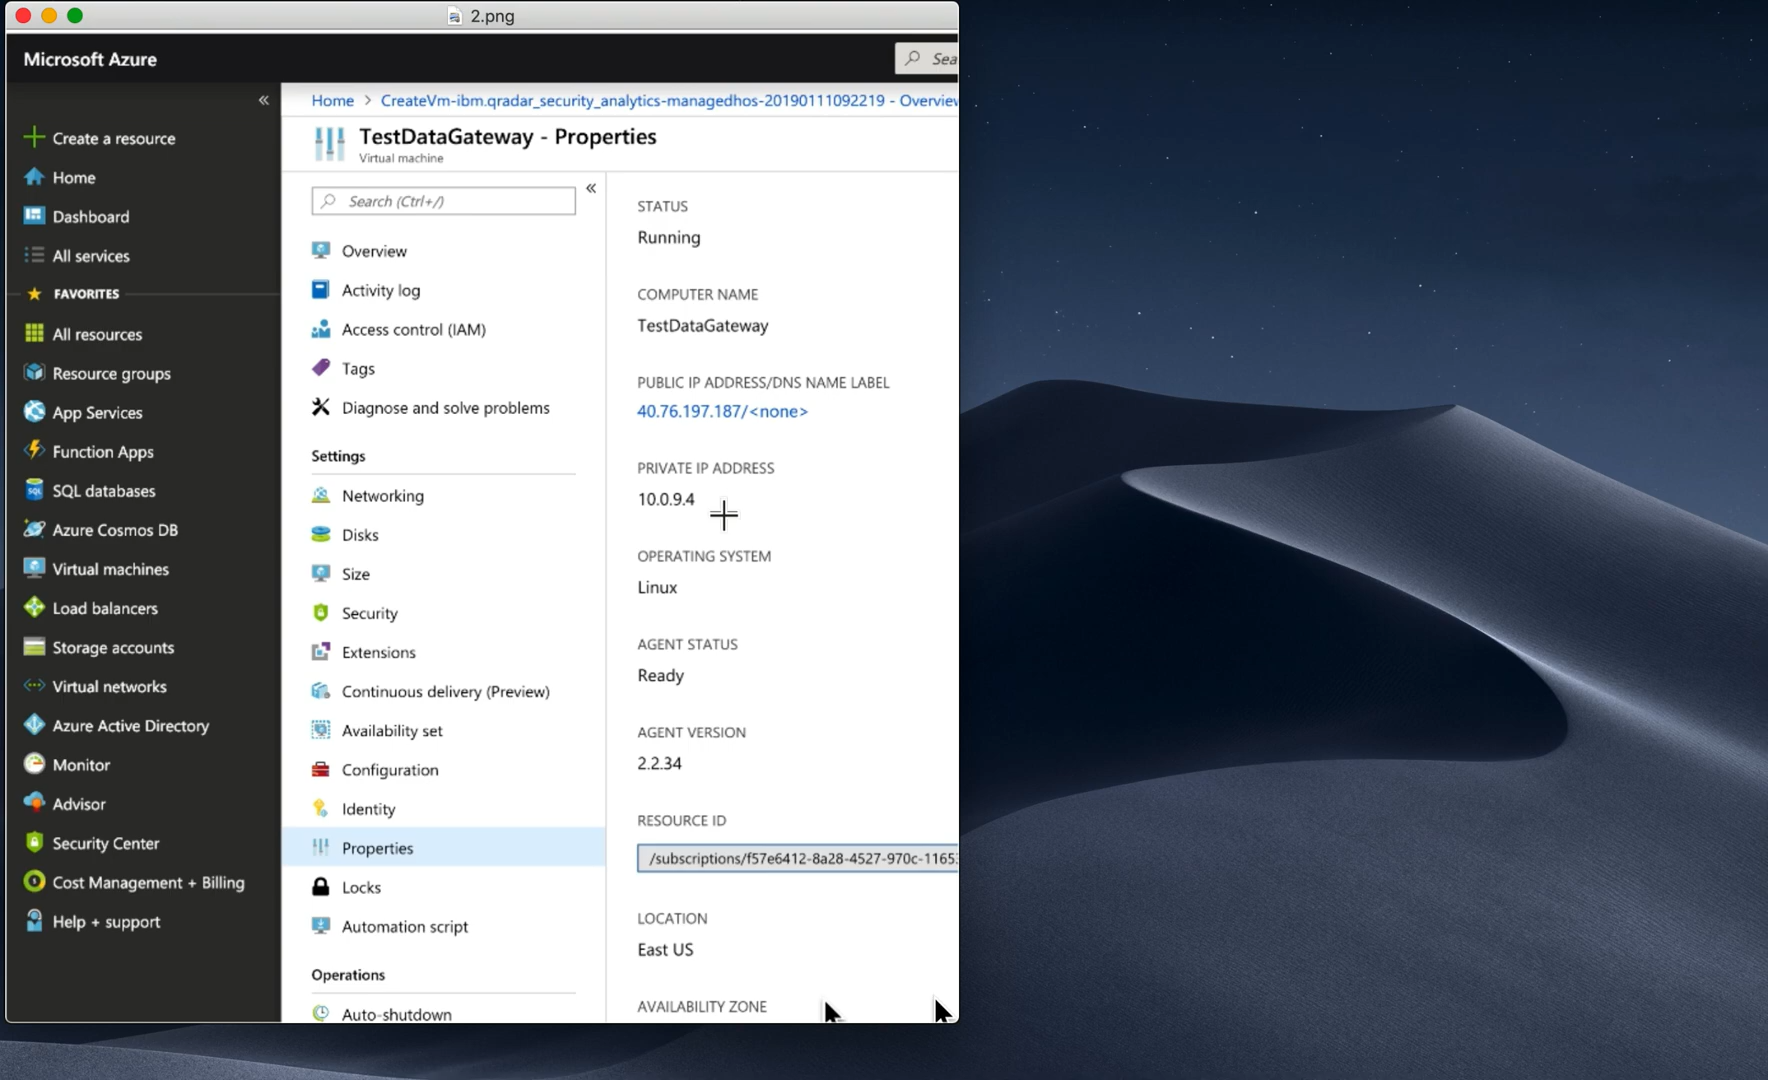 2.png
Microsoft Azure
Sea
Create a resource
Home
Dashboard
All services
FAVORITES
All resources
Resource groups
App Services
Function Apps
SQL databases
Azure Cosmos DB
Virtual machines
Load balancers
Storage accounts
Virtual networks
Azure Active Directory
Monitor
Advisor
Security Center
Cost Management + Billing
Help + support
Home > CreateVm-ibm.qradar_security_analytics-managedhos-20190111092219 - Overview
TestDataGateway - Properties
Virtual machine
Search (Ctrl+/)
Overview
Activity log
Access control (IAM)
Tags
Diagnose and solve problems
Settings
Networking
Disks
Size
Security
Extensions
Continuous delivery (Preview)
Availability set
Configuration
Identity
Properties
Locks
Automation script
Operations
Auto-shutdown
STATUS
Running
COMPUTER NAME
TestDataGateway
PUBLIC IP ADDRESS/DNS NAME LABEL
40.76.197.187/<none>
PRIVATE IP ADDRESS
10.0.9.4
OPERATING SYSTEM
Linux
AGENT STATUS
Ready
AGENT VERSION
2.2.34
RESOURCE ID
/subscriptions/f57e6412-8a28-4527-970c-1165
LOCATION
East US
AVAILABILITY ZONE